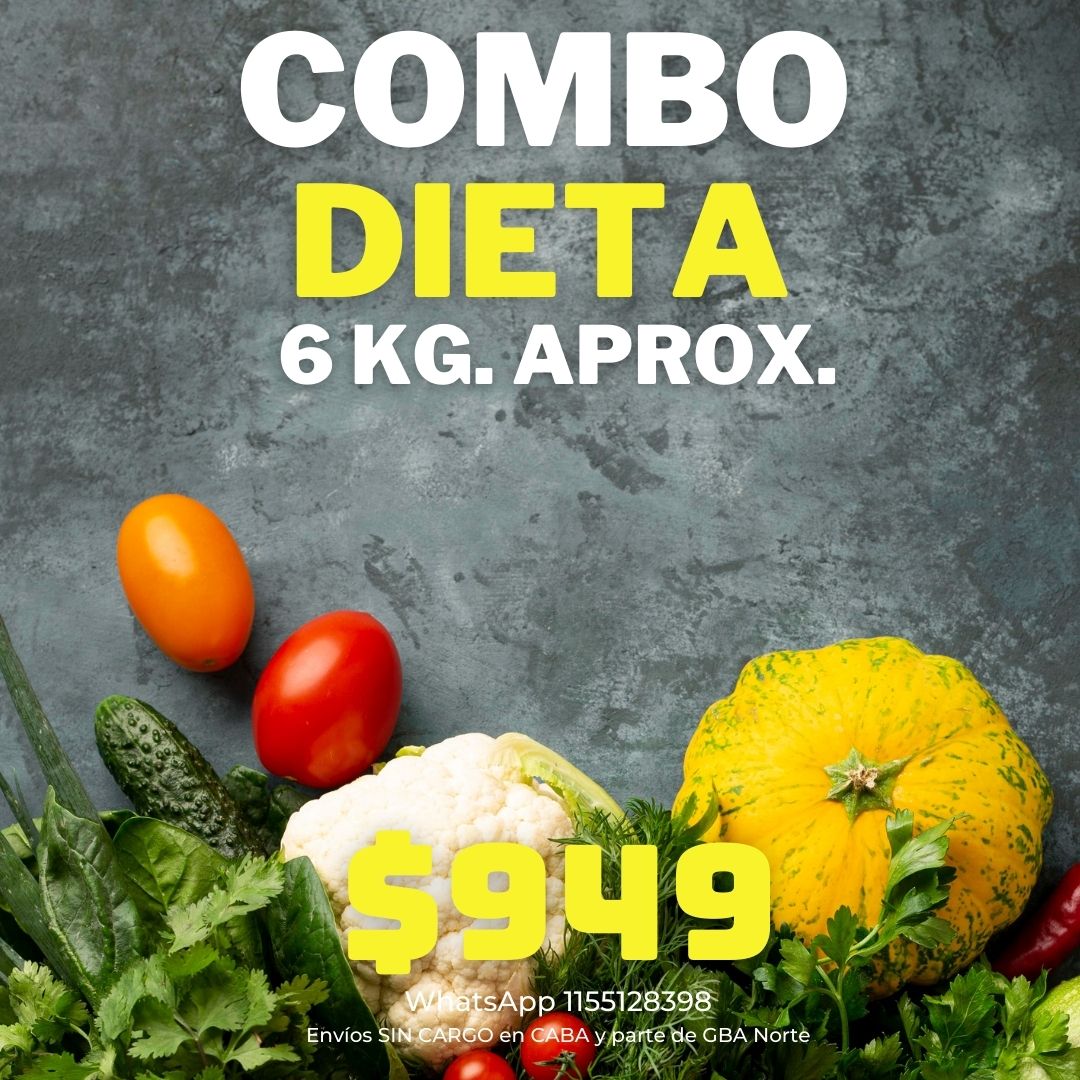 COMBO
DIETA
6 KG. APROX.
$949
WhatsApp 1155128398
Envíos SIN CARGO en CABA y parte de GBA Norte